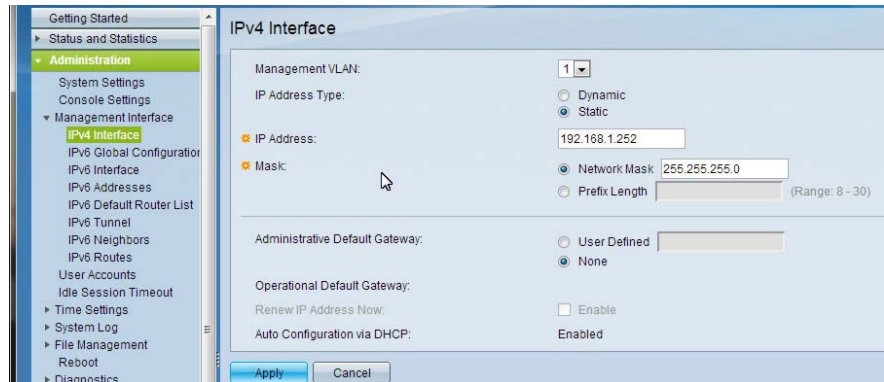 Getting Started
Status and Statistics
Administration
System Settings
Console Settings
Management Interface
IPv4 Interface
IPv6 Global Configuration
IPv6 Interface
IPv6 Addresses
IPv6 Default Router List
IPv6 Tunnel
IPv6 Neighbors
IPv6 Routes
User Accounts
Idle Session Timeout
Time Settings
System Log
File Management
Reboot
Diagnostics
IPv4 Interface
Management VLAN: 1
IP Address Type: Dynamic
Static
IP Address: 192.168.1.252
Mask: Network Mask 255.255.255.0
Prefix Length (Range: 8 - 30)
Administrative Default Gateway: User Defined
None
Operational Default Gateway:
Renew IP Address Now: Enable
Auto Configuration via DHCP: Enabled
Apply Cancel